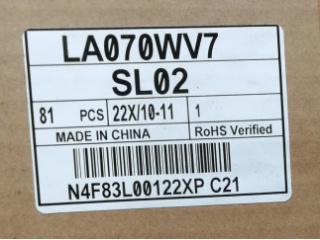 LA070WV7
SL02
81 PCS 22X/10-11 1
MADE IN CHINA RoHS Verified
N4F83L00122XP C21